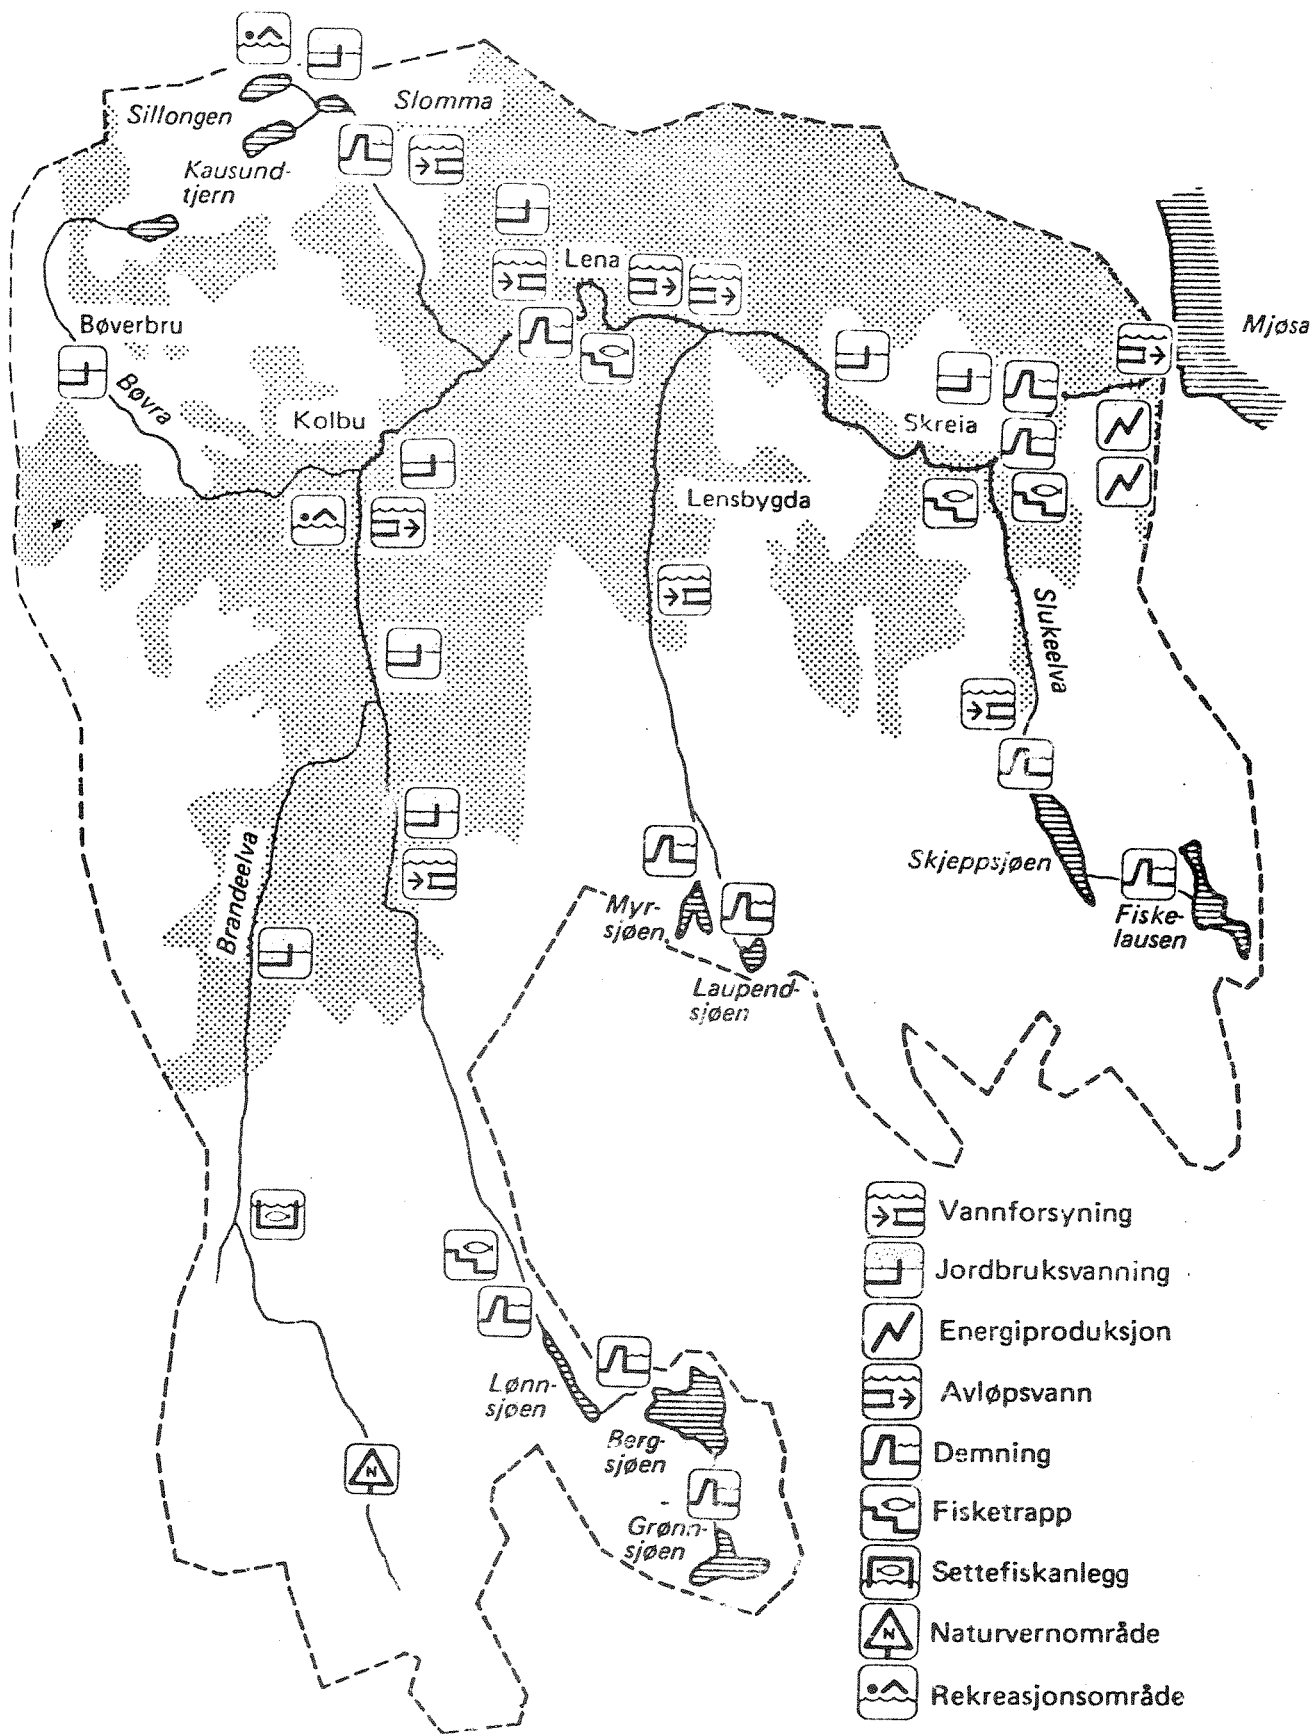 Slomma
Sillongen
Kausund-
tjern
Lena
Mjøsa
Bøverbru
Bøvra
Kolbu
Skreia
Lensbygda
Slukeelva
Brandeelva
Skjeppsjøen
Myr-
sjøen
Fiske-
lausen
Laupend-
sjøen
Lønn-
sjøen
Berg-
sjøen
Grønn-
sjøen
N
Vannforsyning
Jordbruksvanning
Energiproduksjon
Avløpsvann
Demning
Fisketrapp
Settefiskanlegg
N
Naturvernområde
Rekreasjonsområde